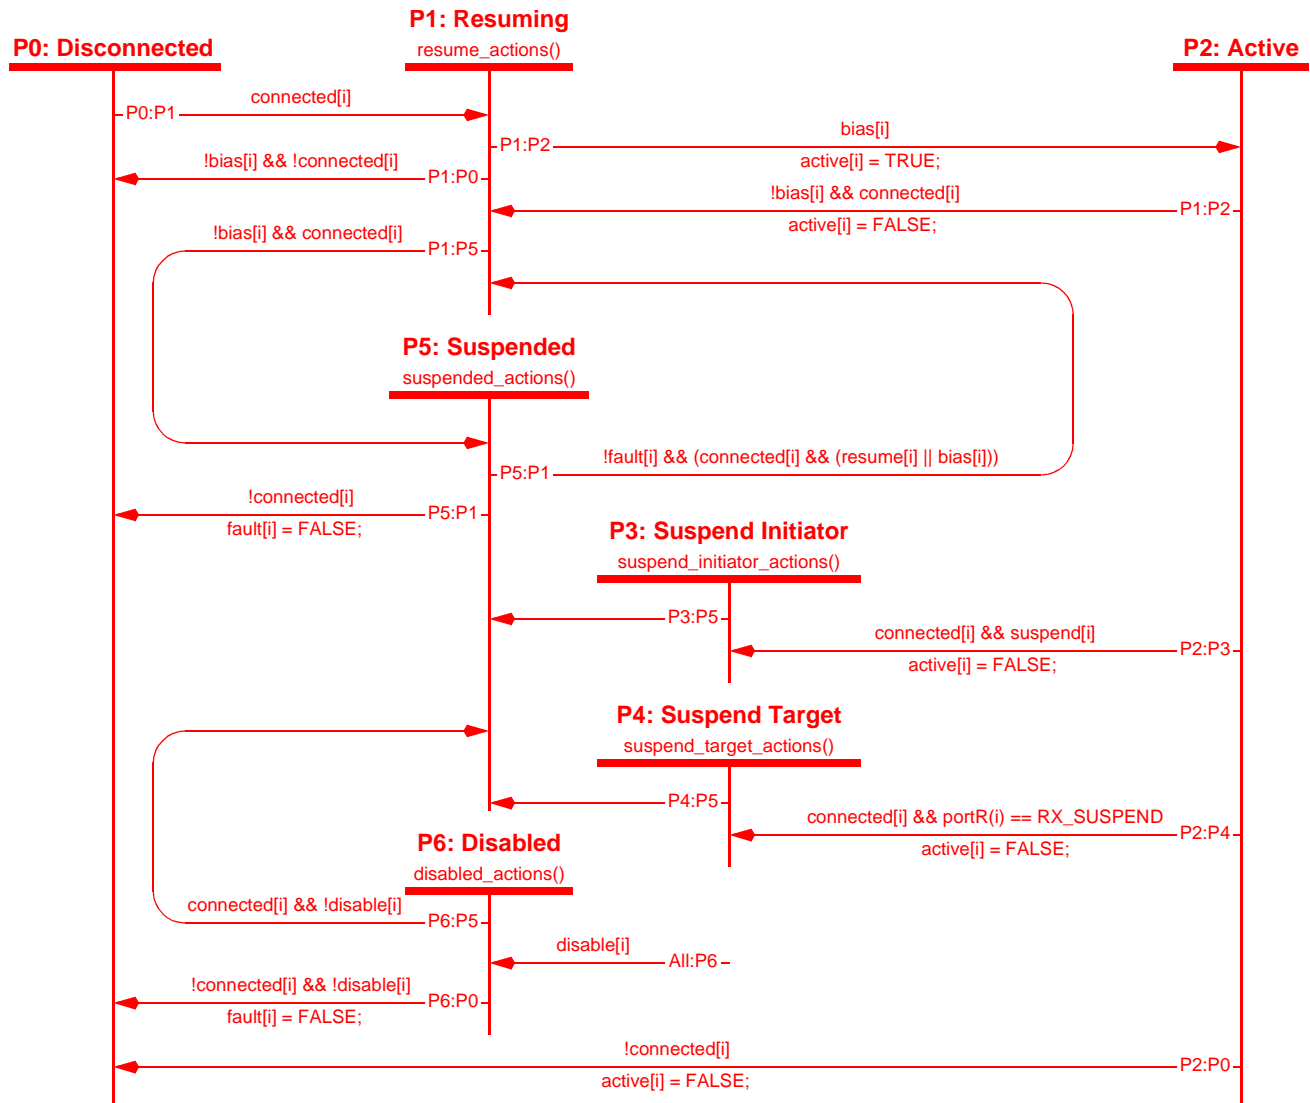 P1: Resuming
P0: Disconnected
resume_actions()
P2: Active
connected[i]
P0:P1
bias[i]
P1:P2
active[i] = TRUE;
!bias[i] && !connected[i]
P1:P0
!bias[i] && connected[i]
P1:P2
active[i] = FALSE;
!bias[i] && connected[i]
P1:P5
P5: Suspended
suspended_actions()
!fault[i] && (connected[i] && (resume[i] || bias[i]))
P5:P1
!connected[i]
P5:P1
fault[i] = FALSE;
P3: Suspend Initiator
suspend_initiator_actions()
P3:P5
connected[i] && suspend[i]
P2:P3
active[i] = FALSE;
P4: Suspend Target
suspend_target_actions()
P4:P5
connected[i] && portR(i) == RX_SUSPEND
P2:P4
active[i] = FALSE;
P6: Disabled
disabled_actions()
connected[i] && !disable[i]
P6:P5
disable[i]
All:P6
!connected[i] && !disable[i]
P6:P0
fault[i] = FALSE;
!connected[i]
P2:P0
active[i] = FALSE;